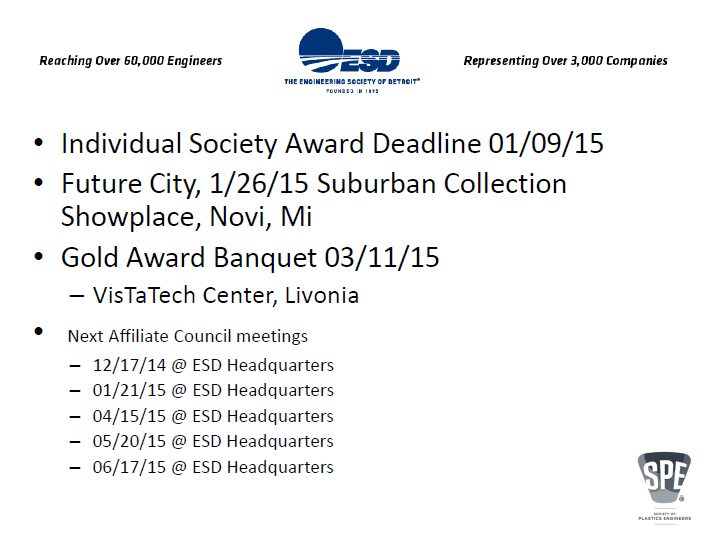 Reaching Over 60,000 Engineers
ESD
THE ENGINEERING SOCIETY OF DETROIT®
FOUNDED IN 1895
Representing Over 3,000 Companies
• Individual Society Award Deadline 01/09/15
• Future City, 1/26/15 Suburban Collection
Showplace, Novi, Mi
• Gold Award Banquet 03/11/15
– VisTaTech Center, Livonia
• Next Affiliate Council meetings
– 12/17/14 @ ESD Headquarters
– 01/21/15 @ ESD Headquarters
– 04/15/15 @ ESD Headquarters
– 05/20/15 @ ESD Headquarters
– 06/17/15 @ ESD Headquarters
SPE®
SOCIETY OF
PLASTICS ENGINEERS